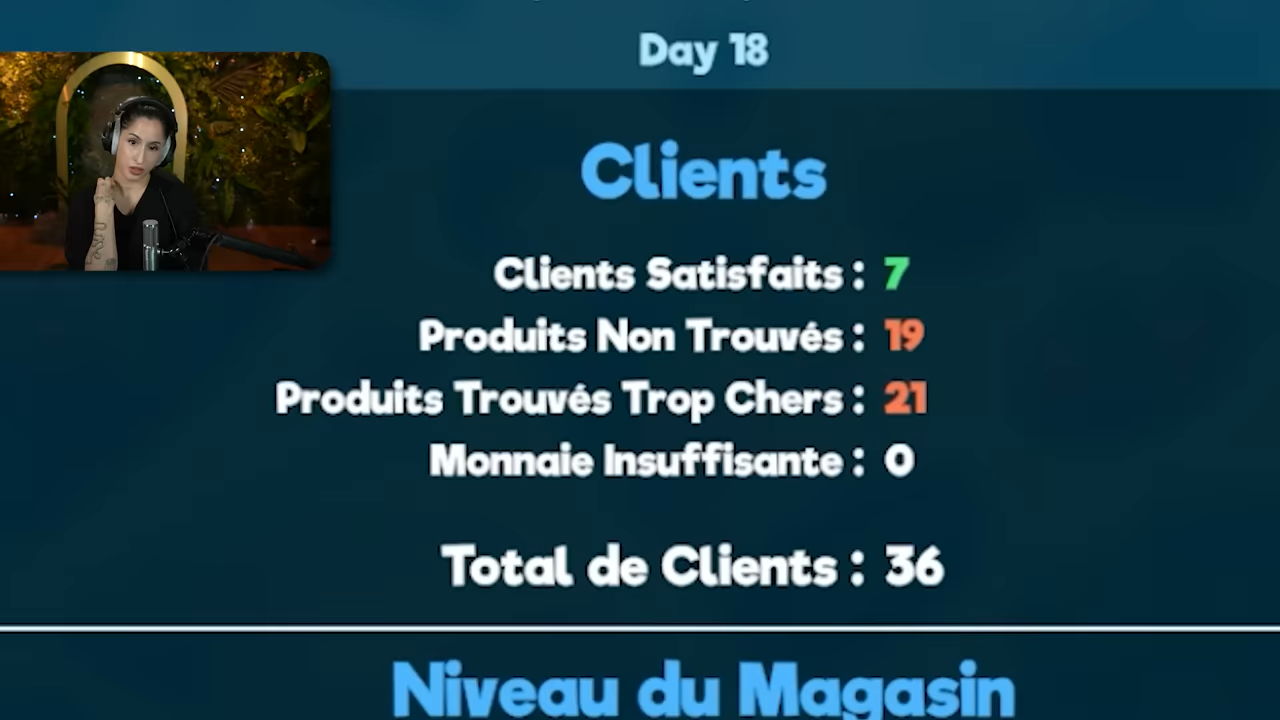 Day 18
Clients
Clients Satisfaits : 7
Produits Non Trouvés : 19
Produits Trouvés Trop Chers : 21
Monnaie Insuffisante : 0
Total de Clients : 36
Niveau du Magasin